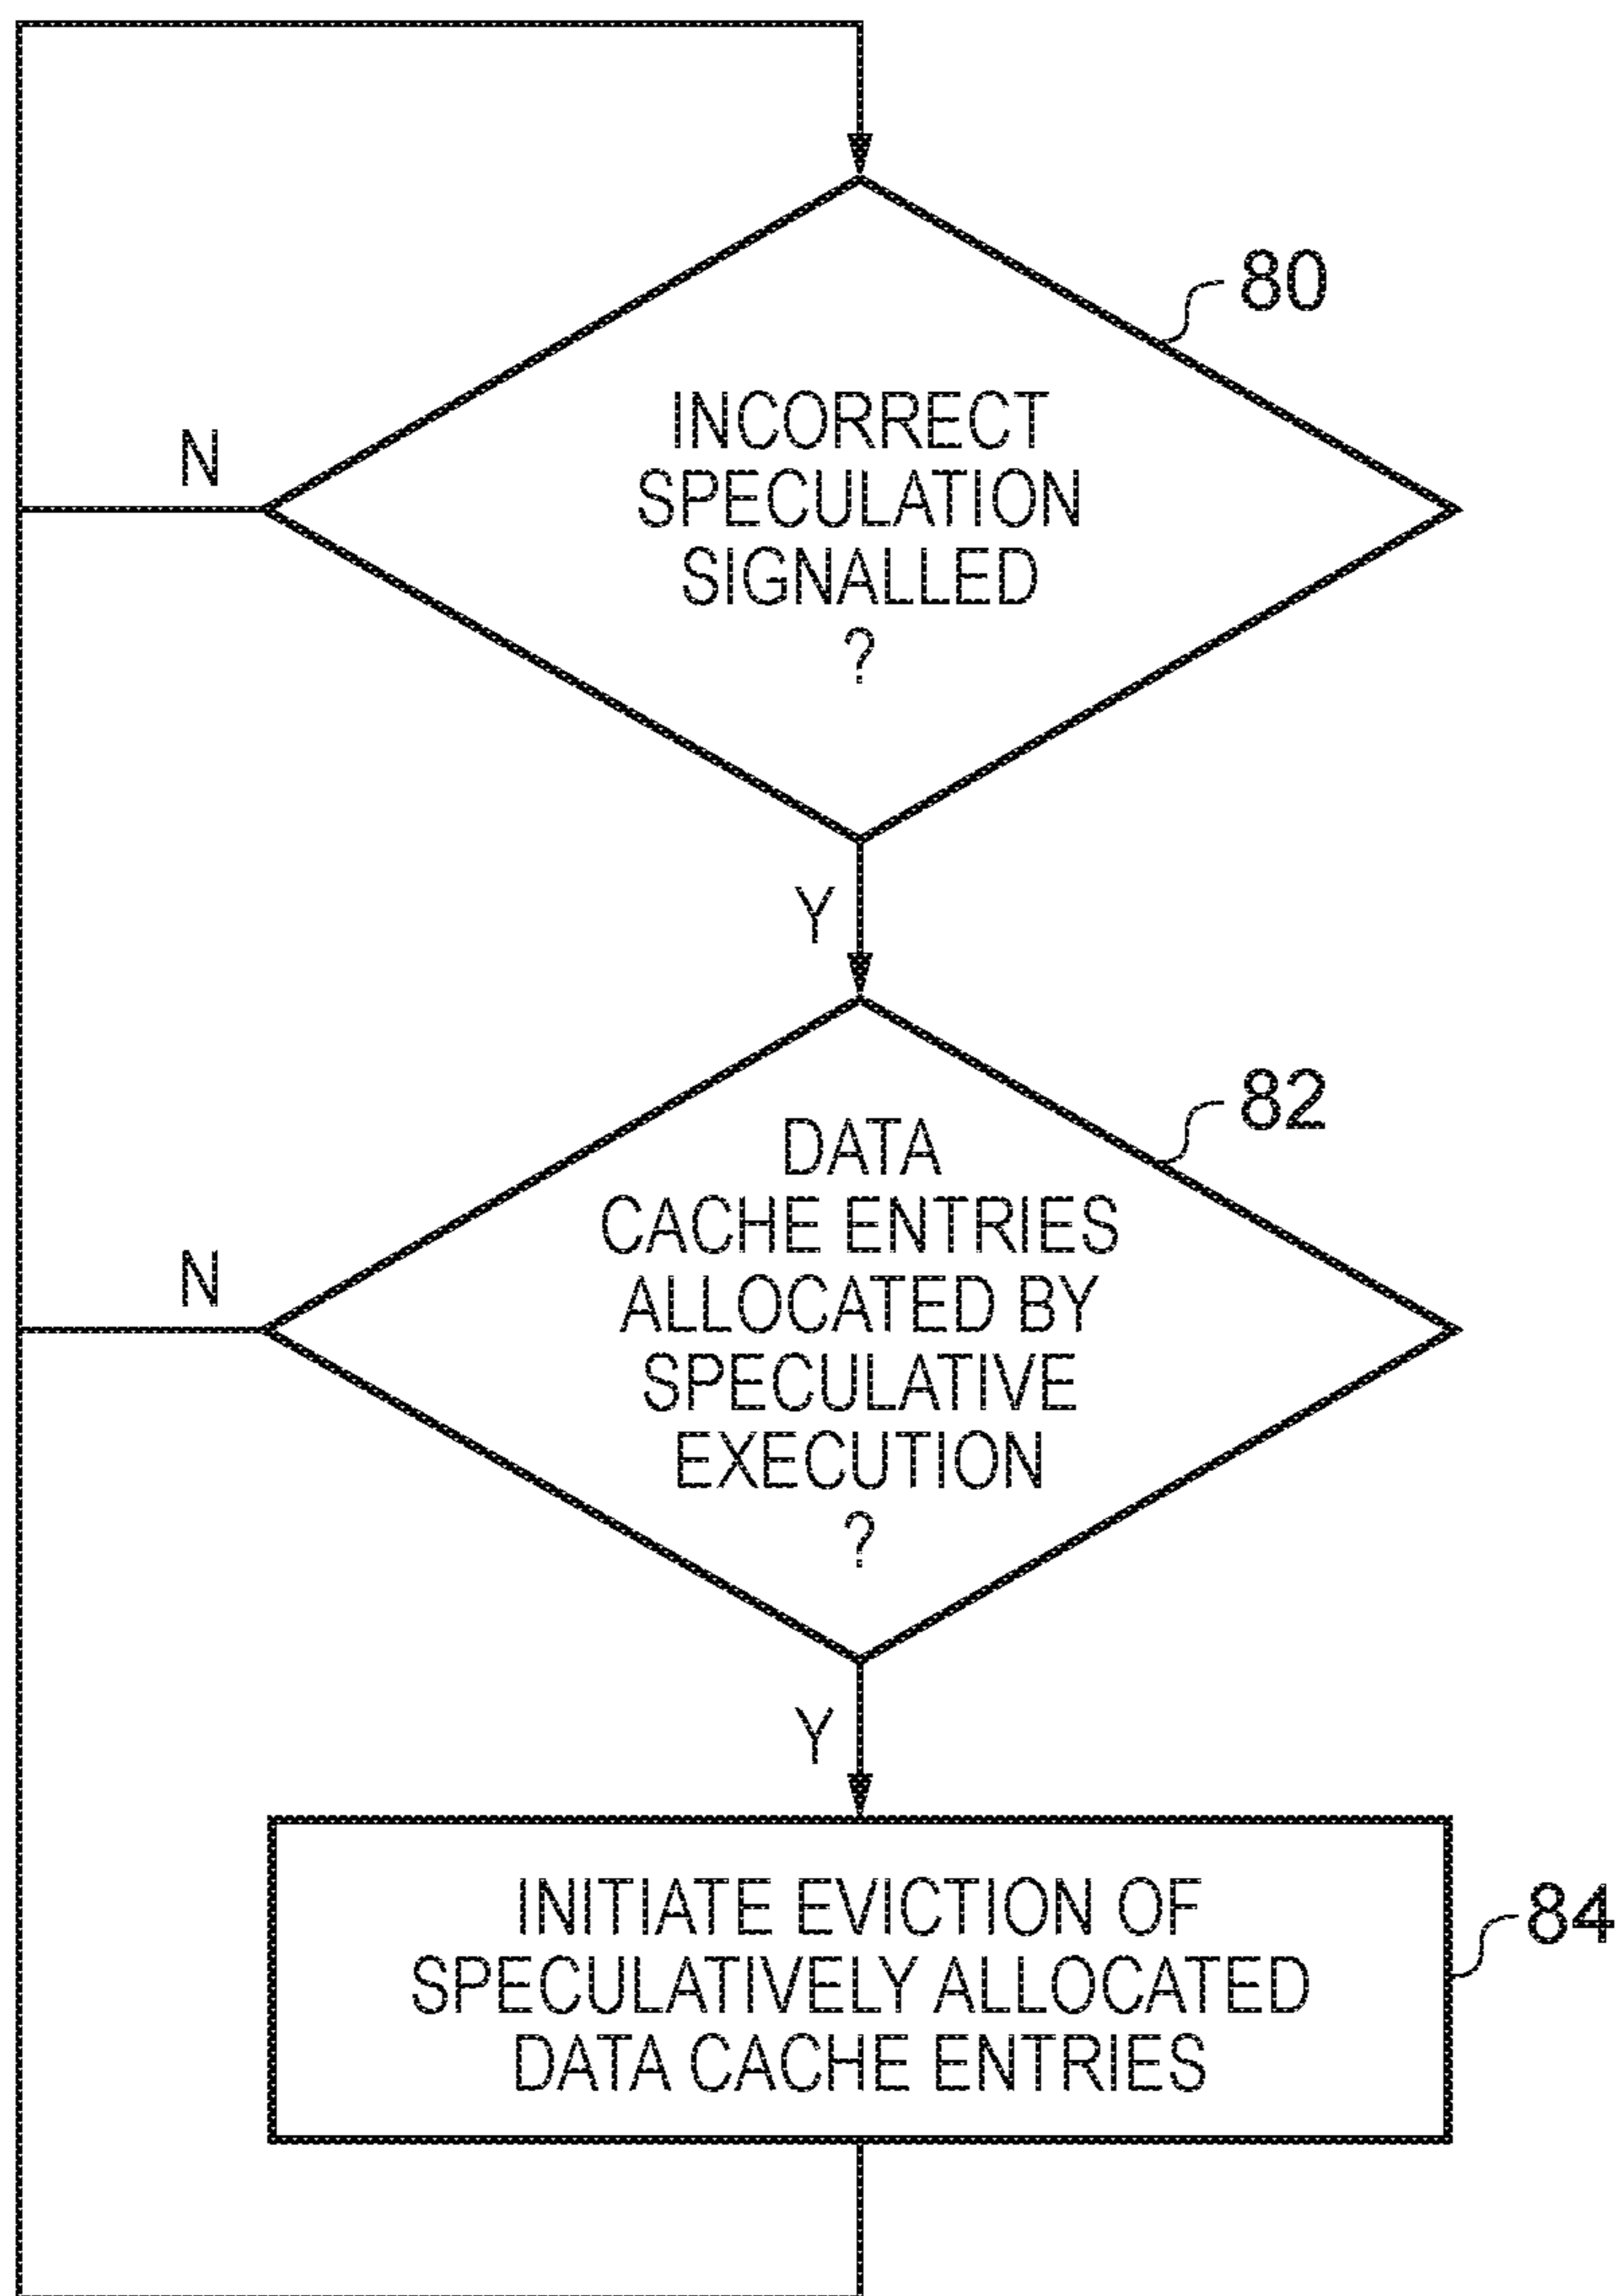 80
INCORRECT
SPECULATION
SIGNALLED
?
N
Y
82
DATA
CACHE ENTRIES
ALLOCATED BY
SPECULATIVE
EXECUTION
?
N
Y
INITIATE EVICTION OF
SPECULATIVELY ALLOCATED
DATA CACHE ENTRIES
84